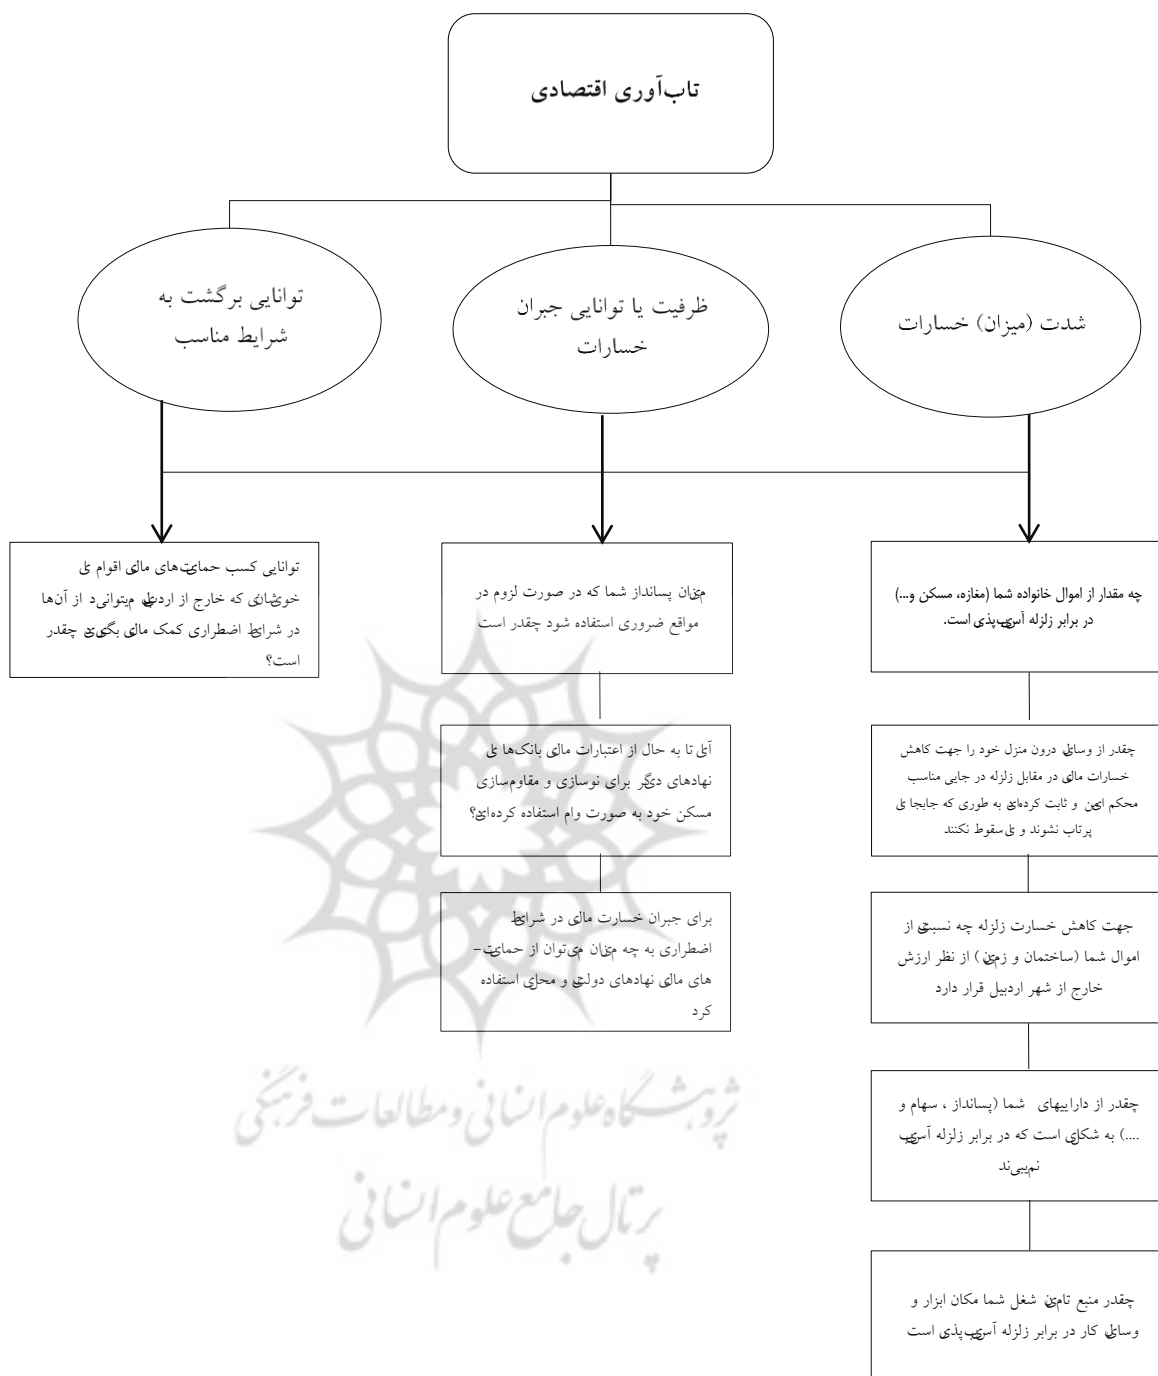 تاب‌آوری اقتصادی
شدت (میزان) خسارات
ظرفیت یا توانایی جبران
خسارات
توانایی برگشت به
شرایط مناسب
چه مقدار از اموال خانواده شما (مغازه، مسکن و...)
در برابر زلزله آسیب‌پذیر است.
چقدر از وسایل درون منزل خود را جهت کاهش
خسارات مالی در مقابل زلزله در جایی مناسب
محکم ایمن و ثابت کرده‌اید به طوری که جابجا یا
پرتاب نشوند و یا سقوط نکنند
جهت کاهش خسارت زلزله چه نسبتی از
اموال شما (ساختمان و زمین) از نظر ارزش
خارج از شهر اردبیل قرار دارد
چقدر از داراییهای شما (پسانداز ، سهام و
....) به شکلی است که در برابر زلزله آسیب
نمیبیند
چقدر منبع تامین شغل شما مکان ابزار و
وسایل کار در برابر زلزله آسیب‌پذیر است
میزان پسانداز شما که در صورت لزوم در
مواقع ضروری استفاده شود چقدر است
آیا تا به حال از اعتبارات مالی بانک‌ها یا
نهادهای دیگر برای نوسازی و مقاوم‌سازی
مسکن خود به صورت وام استفاده کرده‌اید؟
برای جبران خسارت مالی در شرایط
اضطراری به چه میزان می‌توان از حمایت-
های مالی نهادهای دولتی و محلی استفاده
کرد
توانایی کسب حمایت‌های مالی اقوام یا
خویشانی که خارج از اردبیل میتوانید از آن‌ها
در شرایط اضطراری کمک مالی بگیرید چقدر
است؟
پژوهشگاه علوم انسانی و مطالعات فرهنگی
پرتال جامع علوم انسانی